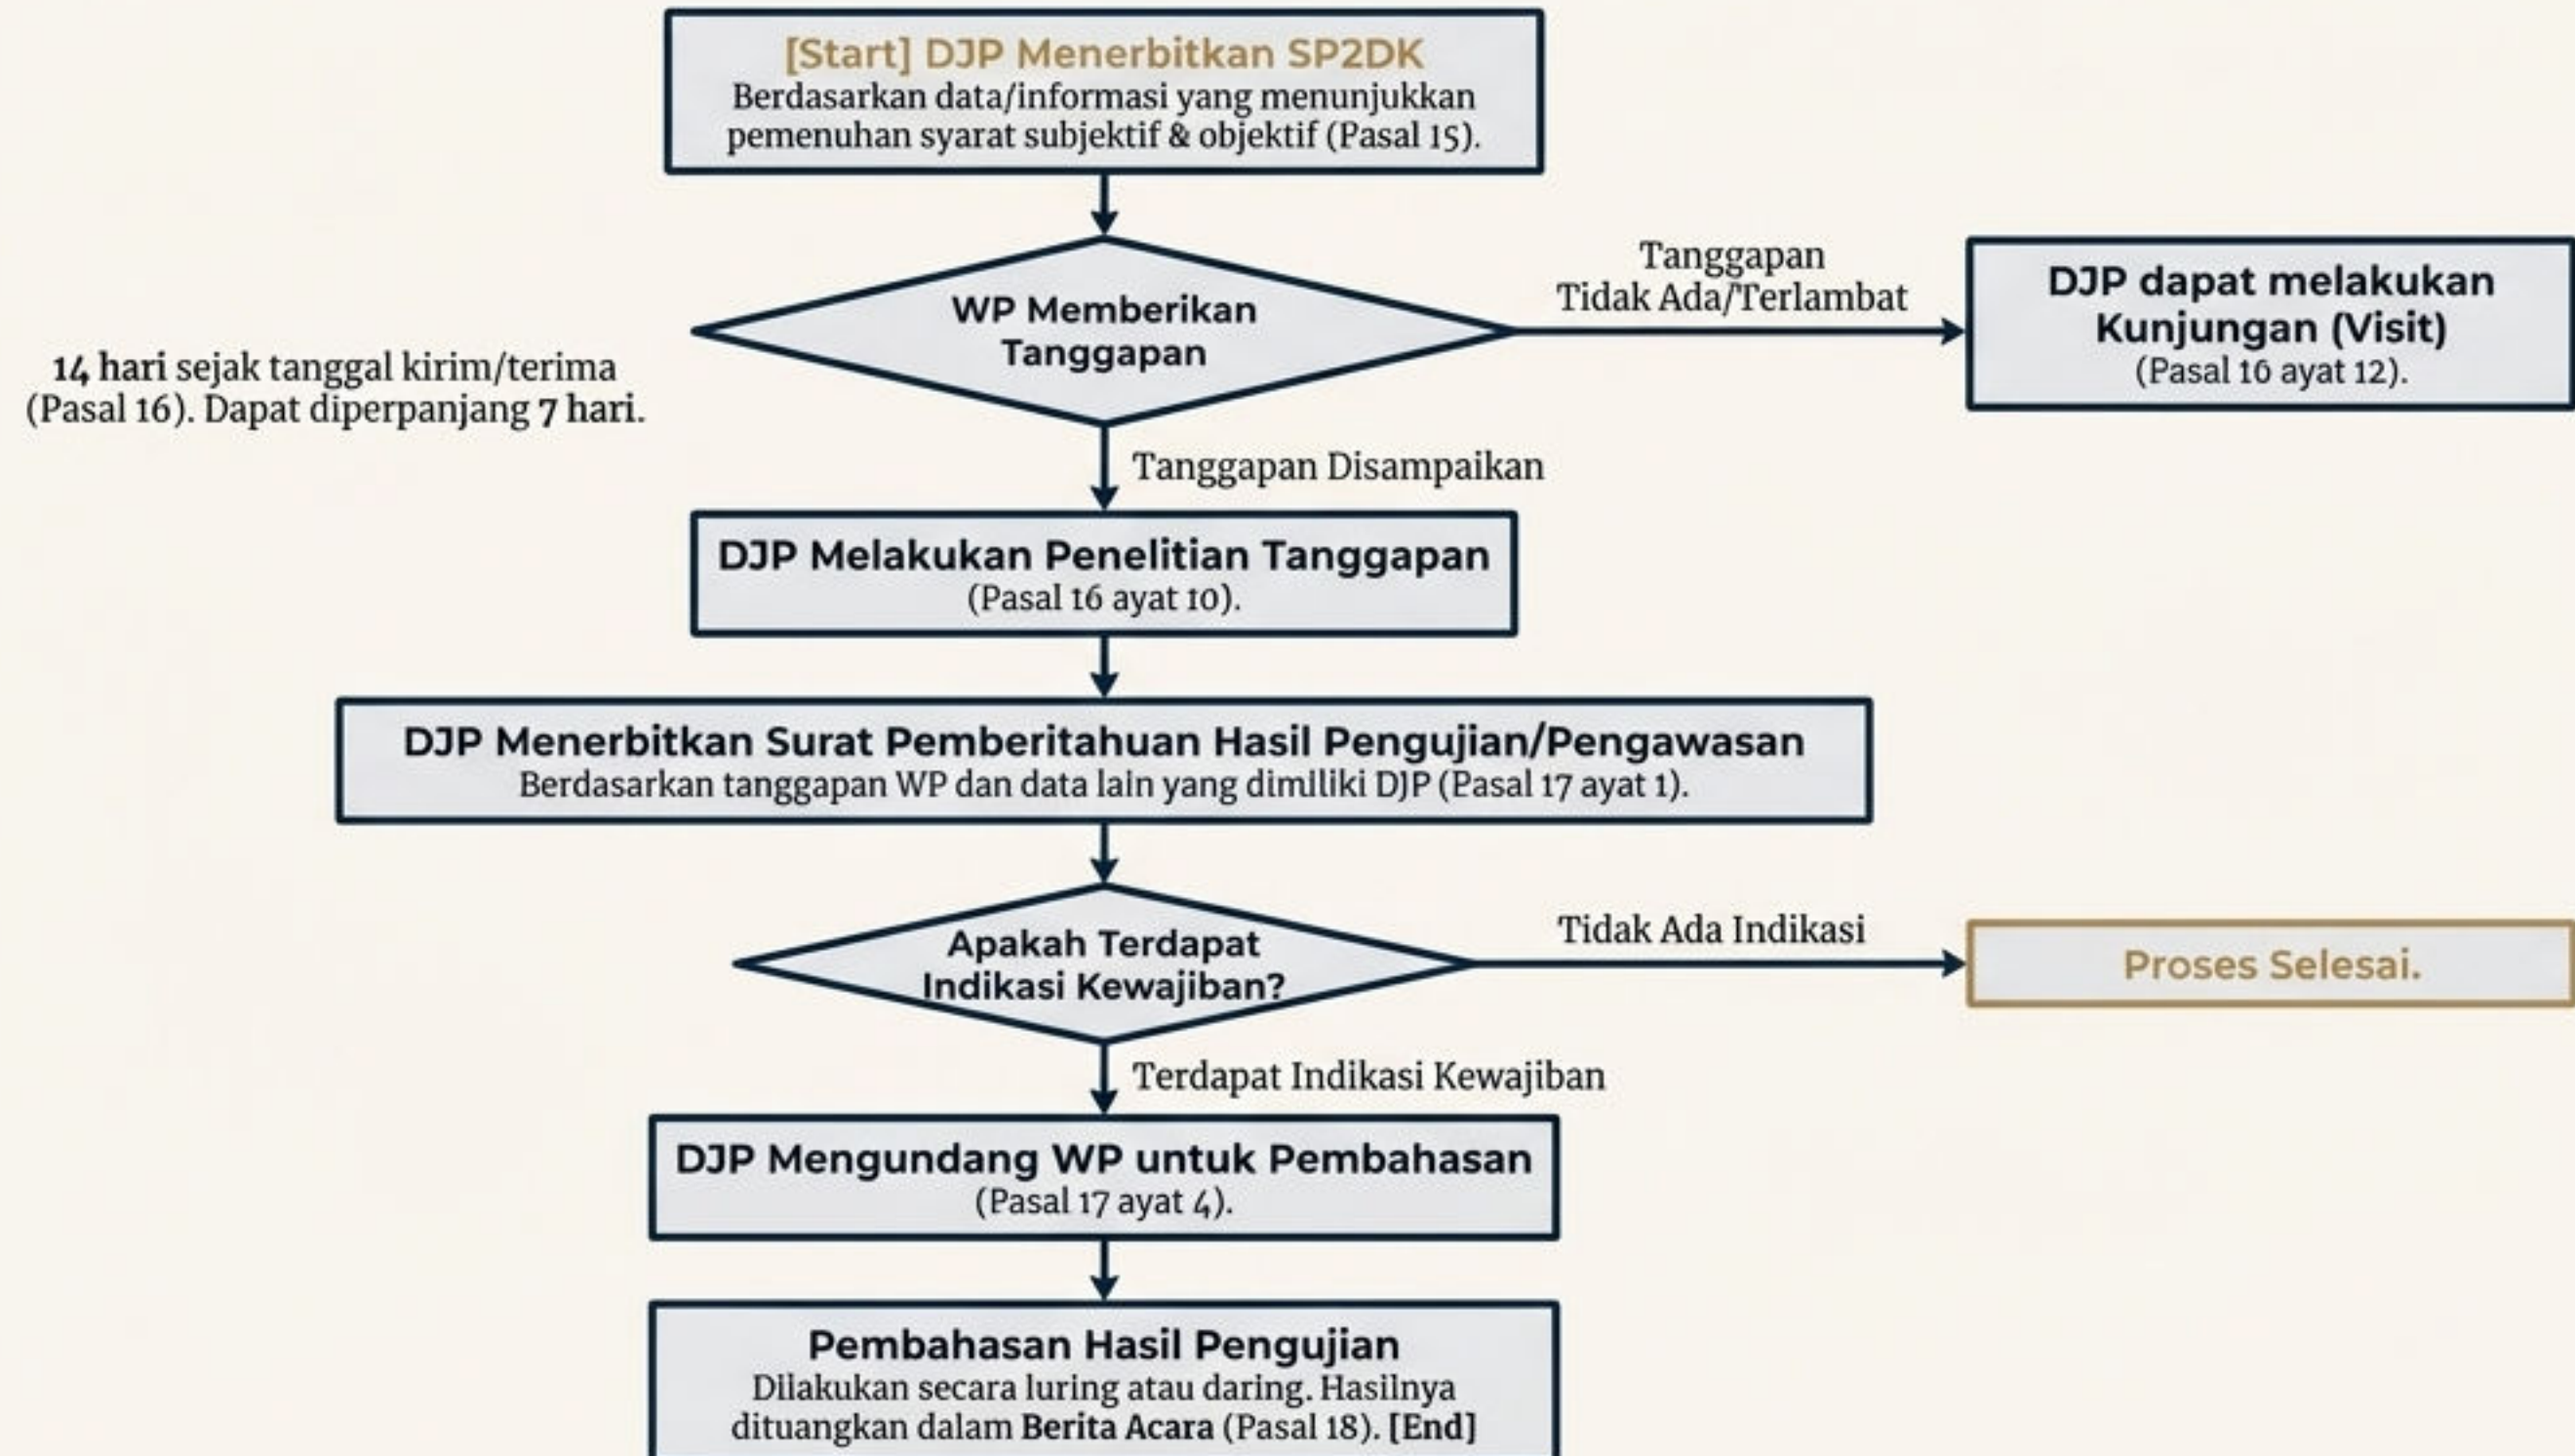 [Start] DJP Menerbitkan SP2DK
Berdasarkan data/informasi yang menunjukkan
pemenuhan syarat subjektif & objektif (Pasal 15).
WP Memberikan
Tanggapan
Tanggapan
Tidak Ada/Terlambat
DJP dapat melakukan
Kunjungan (Visit)
(Pasal 16 ayat 12).
14 hari sejak tanggal kirim/terima
(Pasal 16). Dapat diperpanjang 7 hari.
Tanggapan Disampaikan
DJP Melakukan Penelitian Tanggapan
(Pasal 16 ayat 10).
DJP Menerbitkan Surat Pemberitahuan Hasil Pengujian/Pengawasan
Berdasarkan tanggapan WP dan data lain yang dimiliki DJP (Pasal 17 ayat 1).
Apakah Terdapat
Indikasi Kewajiban?
Tidak Ada Indikasi
Proses Selesai.
Terdapat Indikasi Kewajiban
DJP Mengundang WP untuk Pembahasan
(Pasal 17 ayat 4).
Pembahasan Hasil Pengujian
Dilakukan secara luring atau daring. Hasilnya
dituangkan dalam Berita Acara (Pasal 18). [End]